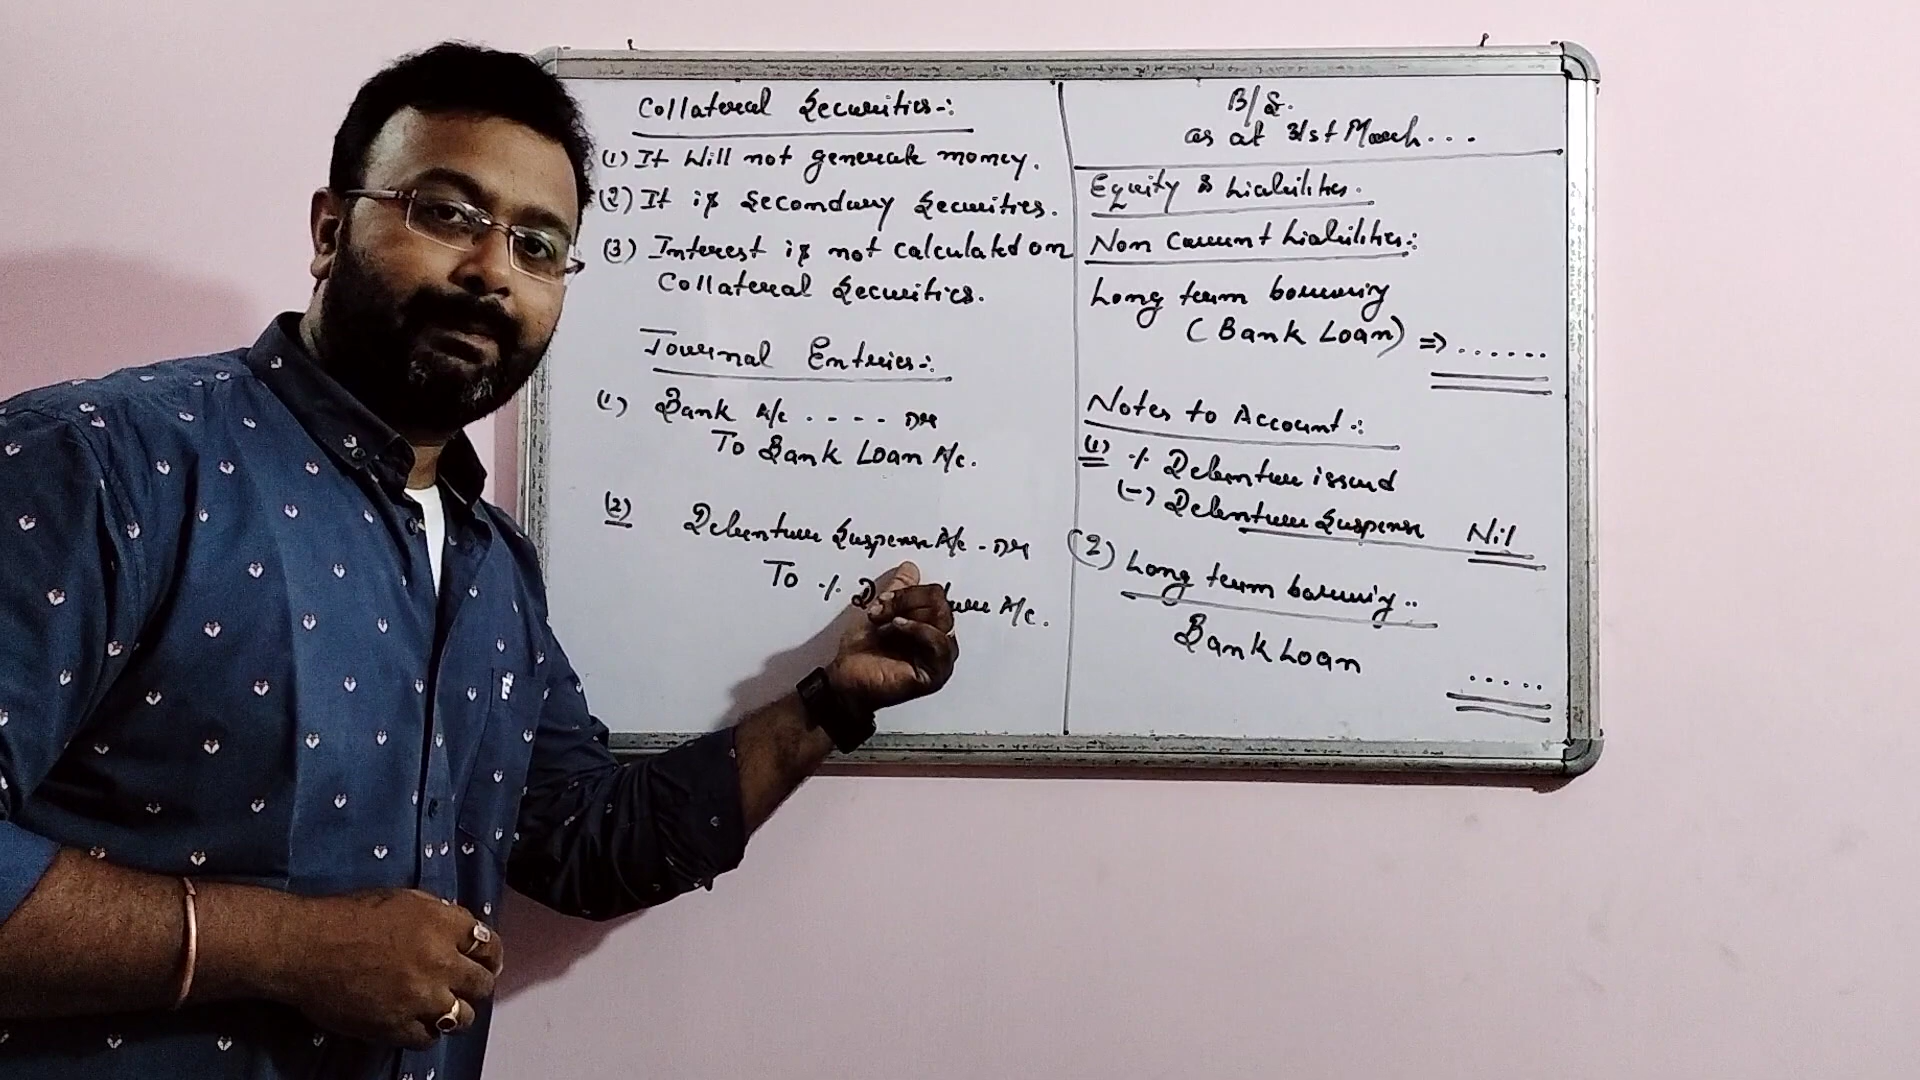 Collateral Securities:
(1) It will not generate money.
(2) It is Secondary Securities.
(3) Interest is not calculated on
Collateral Securities.
Journal Entries:
(1) Bank A/c . . . . Dr
To Bank Loan A/c.
(2) Debenture Suspense A/c - Dr
To % A/c.
B/S.
as at 31st March...
Equity & Liabilities.
Non Current Liabilities:
Long term borrowing
(Bank Loan) => ......
Notes to Account:
(1) % Debenture issued
(-) Debenture Suspense Nil
(2) Long term borrowing..
Bank Loan
.....